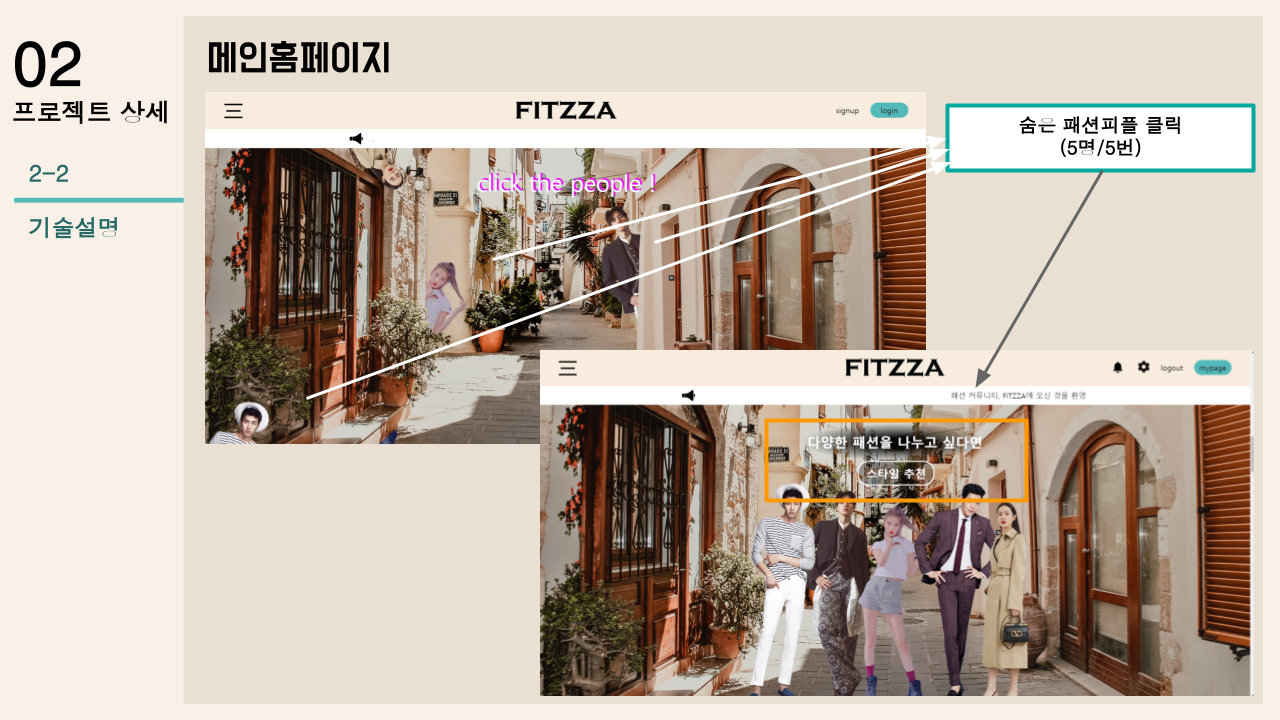 02
프로젝트 상세
2-2
기술설명
메인홈페이지
FITZZA
signup
login
click the people !
숨은 패션피플 클릭
(5명/5번)
FITZZA
logout
mypage
패션 커뮤니티, FITZZA에 오신 것을 환영
다양한 패션을 나누고 싶다면
스타일 추천